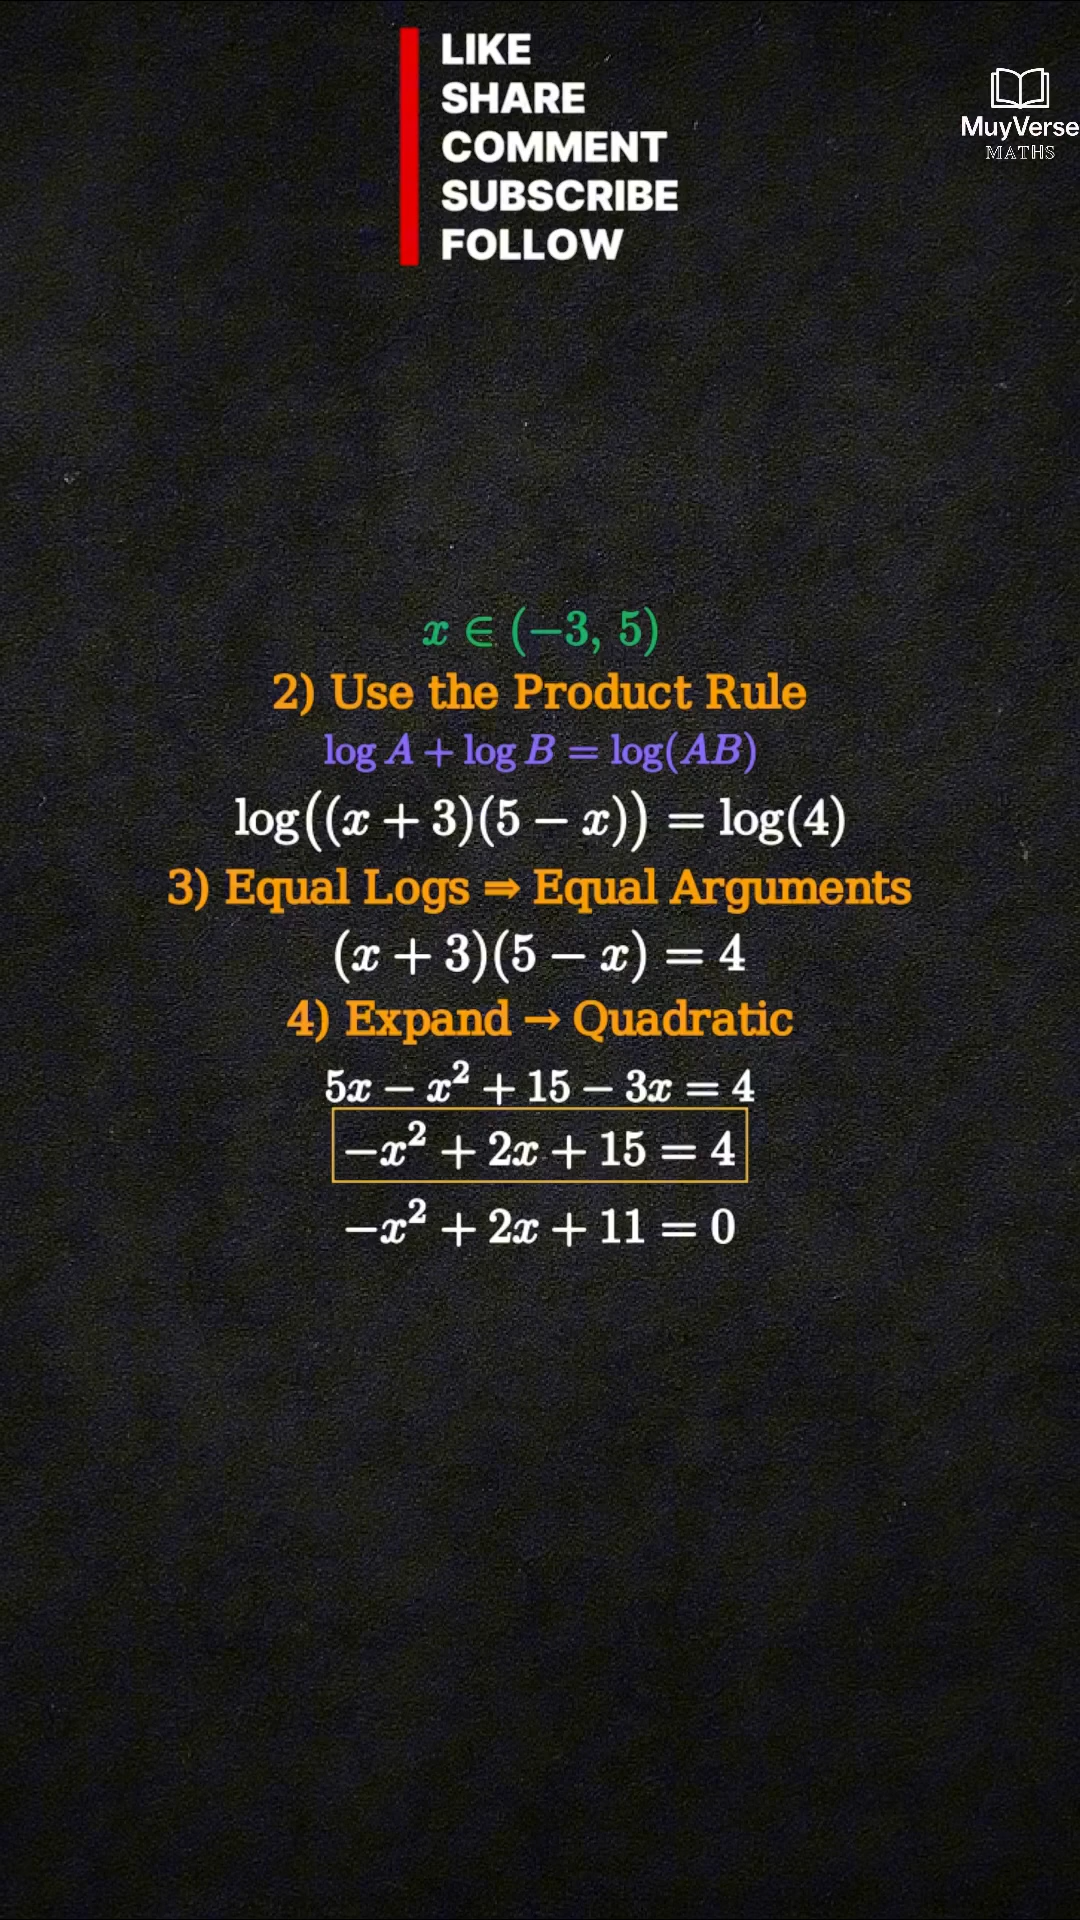 LIKE
SHARE
COMMENT
SUBSCRIBE
FOLLOW
MuyVerse
MATHS
x ∈ (−3, 5)
2) Use the Product Rule
log A + log B = log(AB)
log((x + 3)(5 − x)) = log(4)
3) Equal Logs ⇒ Equal Arguments
(x + 3)(5 − x) = 4
4) Expand → Quadratic
5x − x² + 15 − 3x = 4
−x² + 2x + 15 = 4
−x² + 2x + 11 = 0